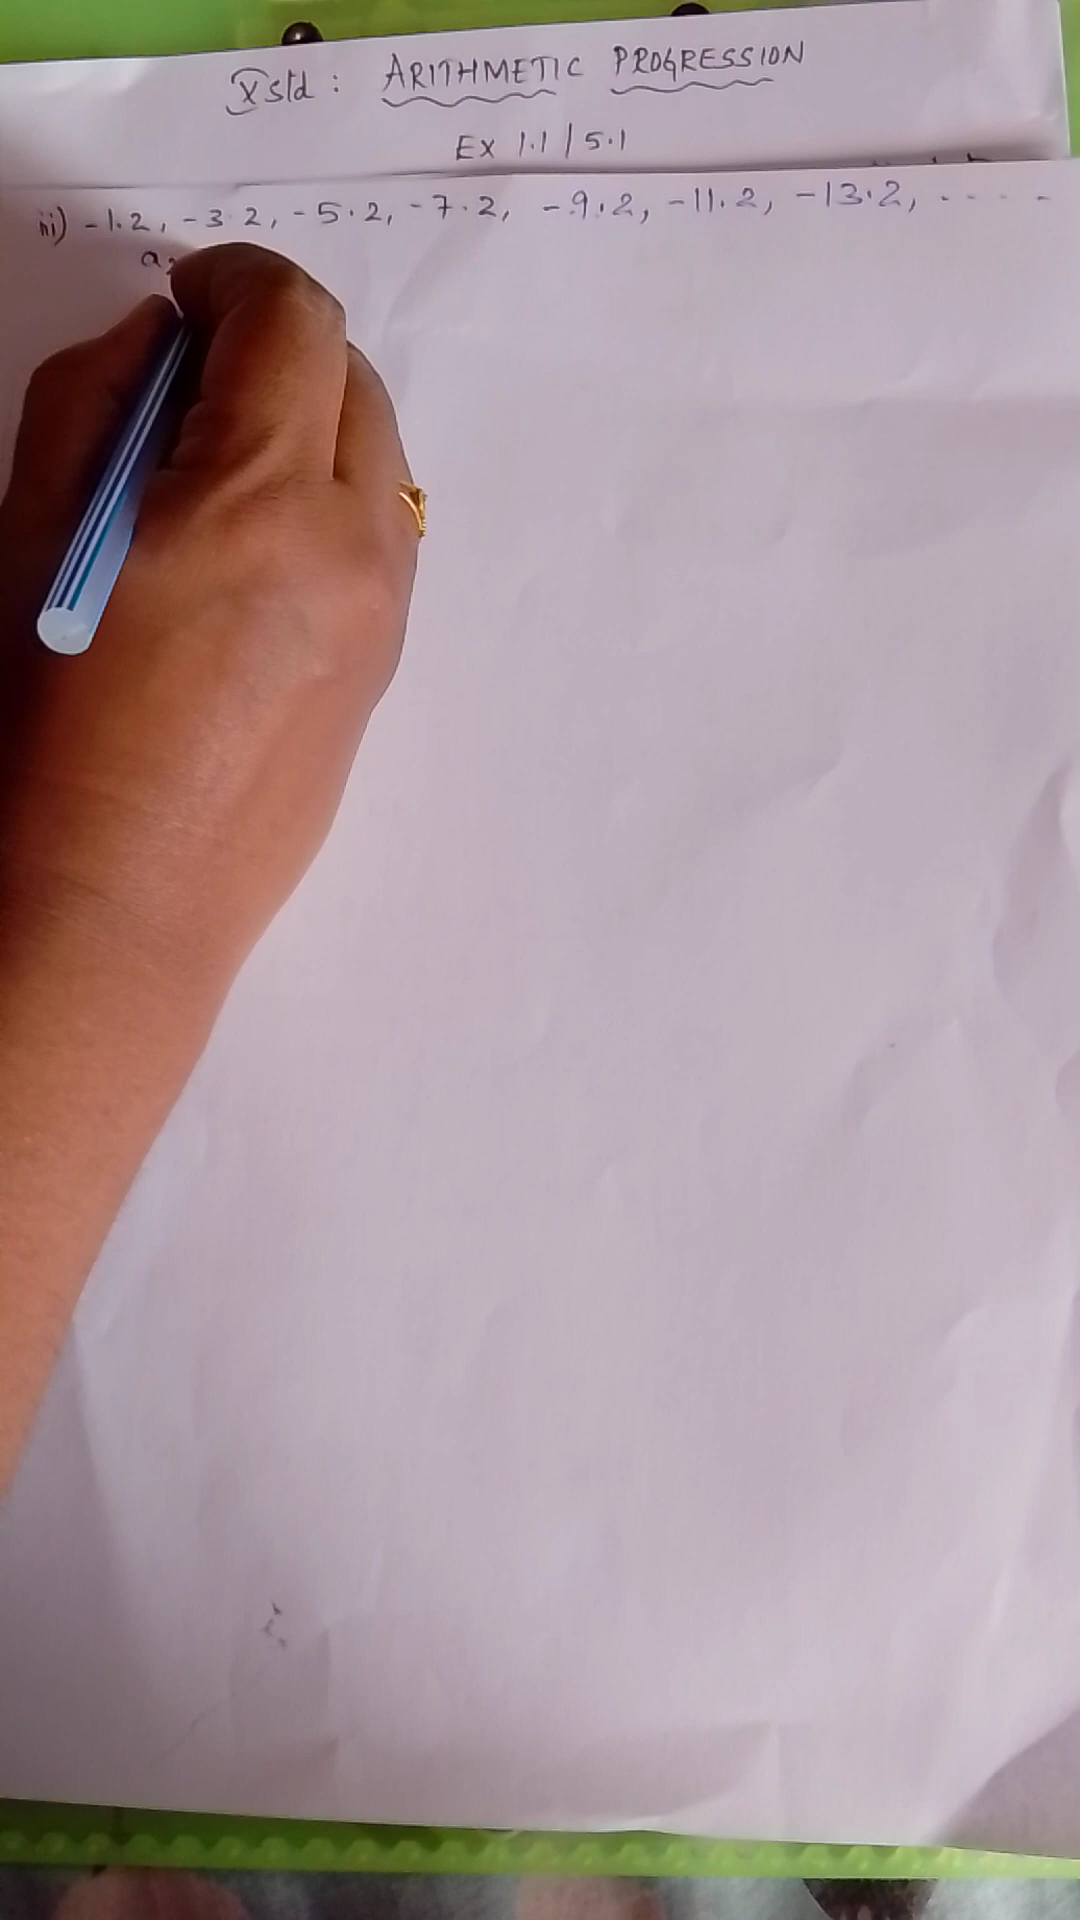 X std : ARITHMETIC PROGRESSION
Ex 1.1 / 5.1
iii) -1.2, -3.2, -5.2, -7.2, -9.2, -11.2, -13.2, .....
a2